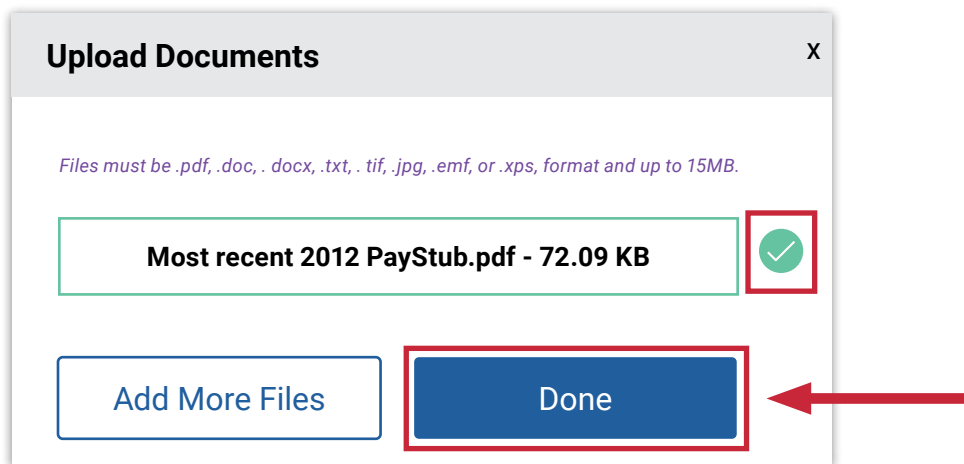 Upload Documents
X
Files must be .pdf, .doc, . docx, .txt, . tif, .jpg, .emf, or .xps, format and up to 15MB.
Most recent 2012 PayStub.pdf - 72.09 KB
Add More Files
Done